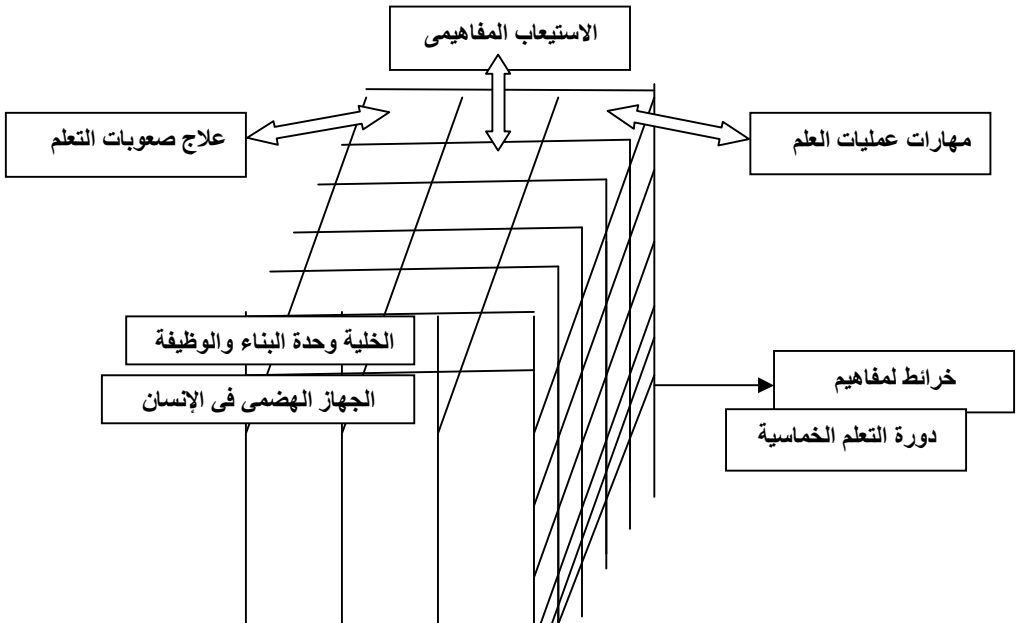 الاستيعاب المفاهيمى
مهارات عمليات العلم
علاج صعوبات التعلم
الخلية وحدة البناء والوظيفة
الجهاز الهضمى فى الإنسان
خرائط لمفاهيم
دورة التعلم الخماسية